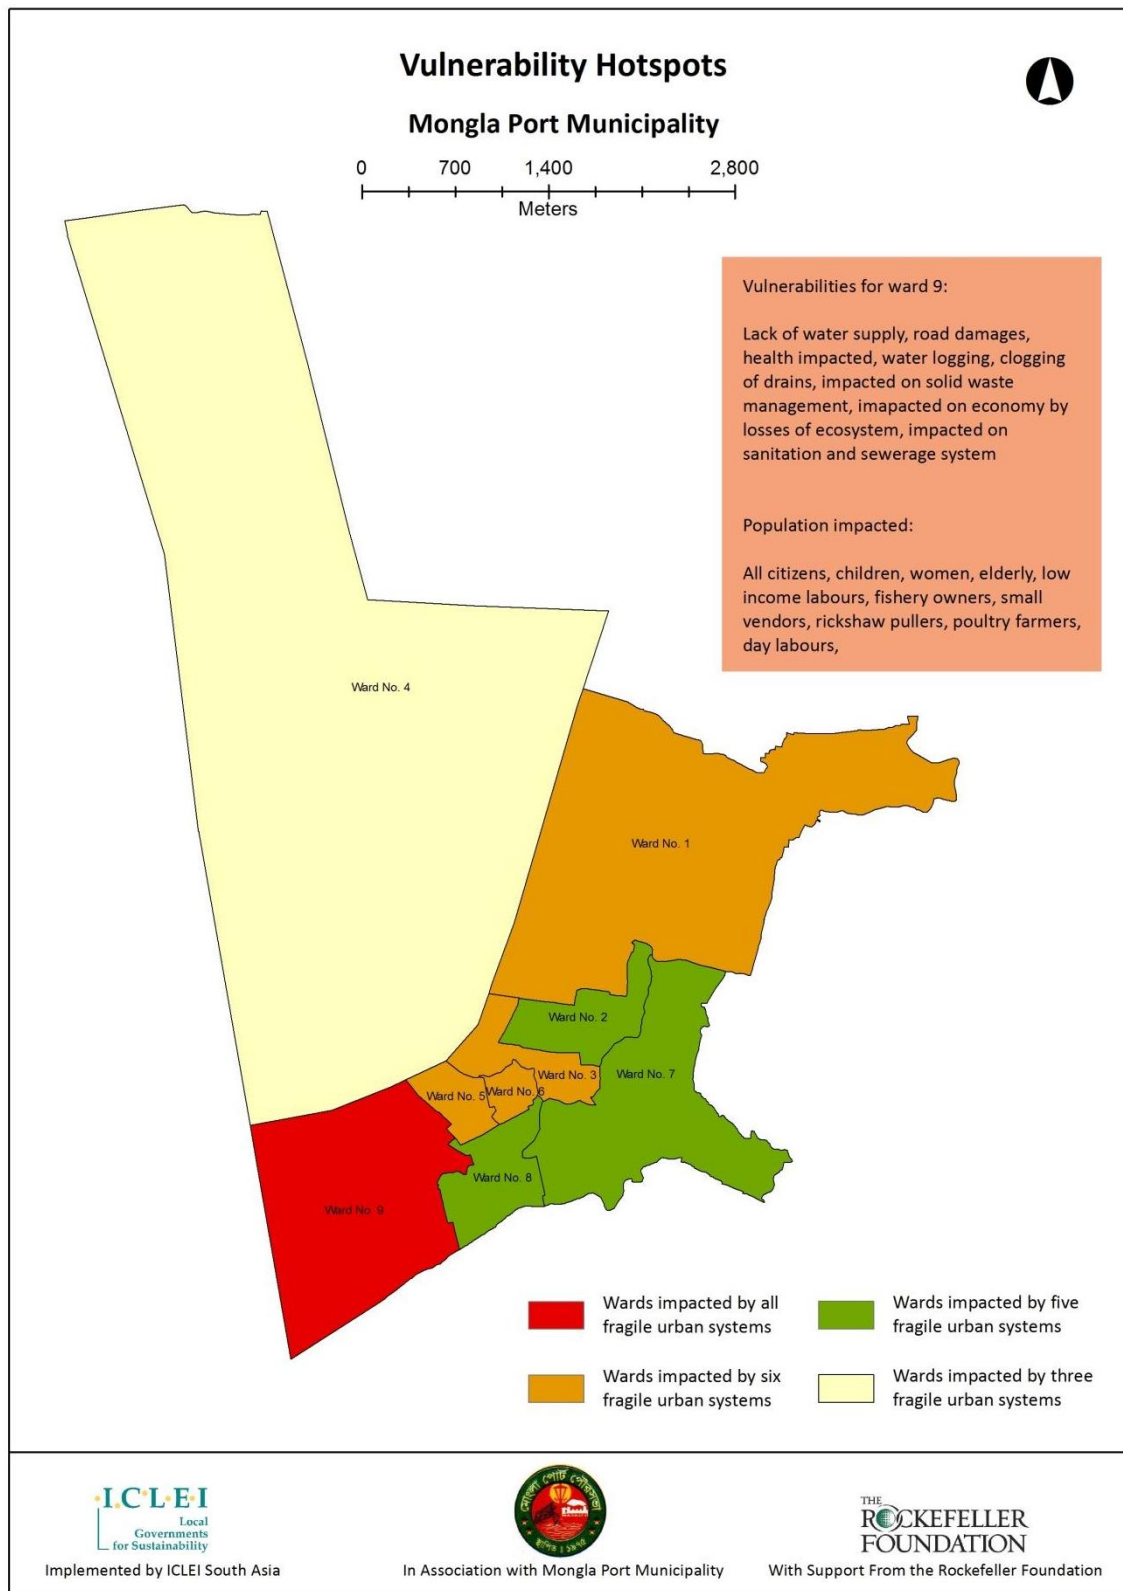 Vulnerability Hotspots
Mongla Port Municipality
0 700 1,400 2,800
Meters
Vulnerabilities for ward 9:
Lack of water supply, road damages,
health impacted, water logging, clogging
of drains, impacted on solid waste
management, imapacted on economy by
losses of ecosystem, impacted on
sanitation and sewerage system
Population impacted:
All citizens, children, women, elderly, low
income labours, fishery owners, small
vendors, rickshaw pullers, poultry farmers,
day labours,
Ward No. 4
Ward No. 1
Ward No. 2
Ward No. 3
Ward No. 7
Ward No. 5
Ward No. 6
Ward No. 8
Ward No. 9
Wards impacted by all
fragile urban systems
Wards impacted by five
fragile urban systems
Wards impacted by six
fragile urban systems
Wards impacted by three
fragile urban systems
I.C.L.E.I
Local
Governments
for Sustainability
Implemented by ICLEI South Asia
মোংলা পোর্ট পৌরসভা
In Association with Mongla Port Municipality
THE
ROCKEFELLER
FOUNDATION
With Support From the Rockefeller Foundation